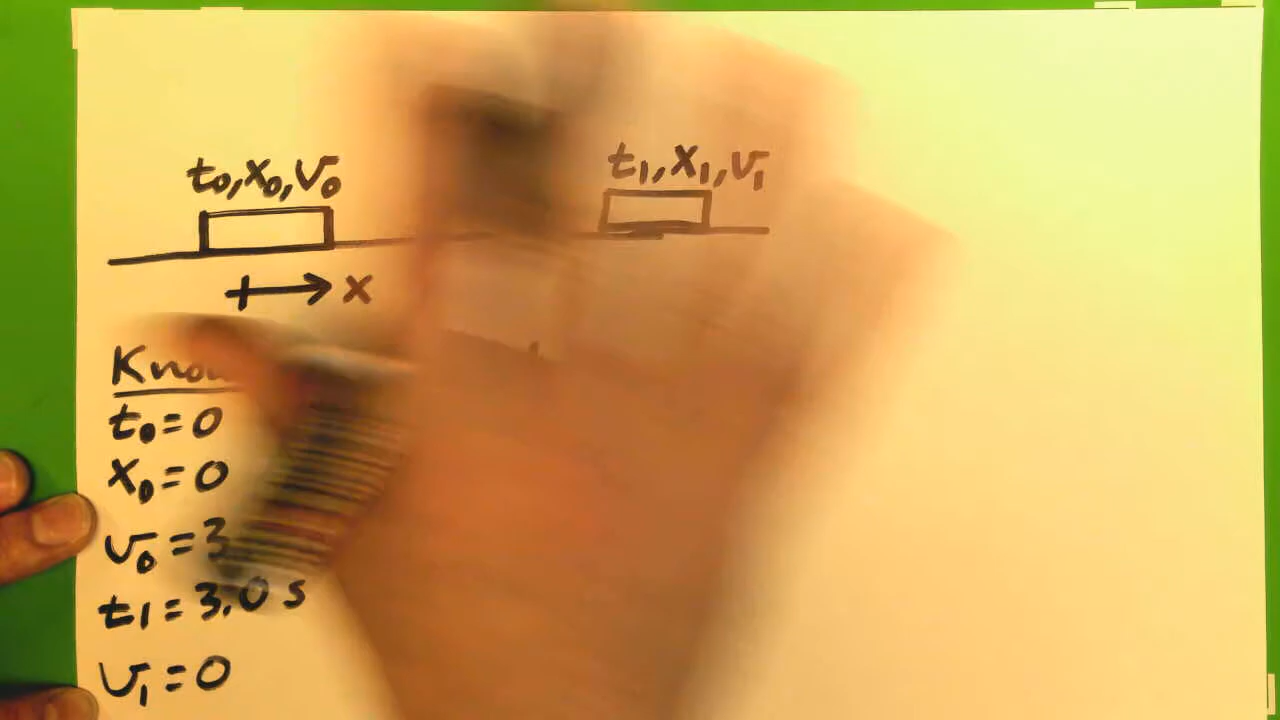 t₀, x₀, v₀
t₁, x₁, v₁
x
t₀ = 0
x₀ = 0
v₀ = 3
t₁ = 3.0 s
v₁ = 0